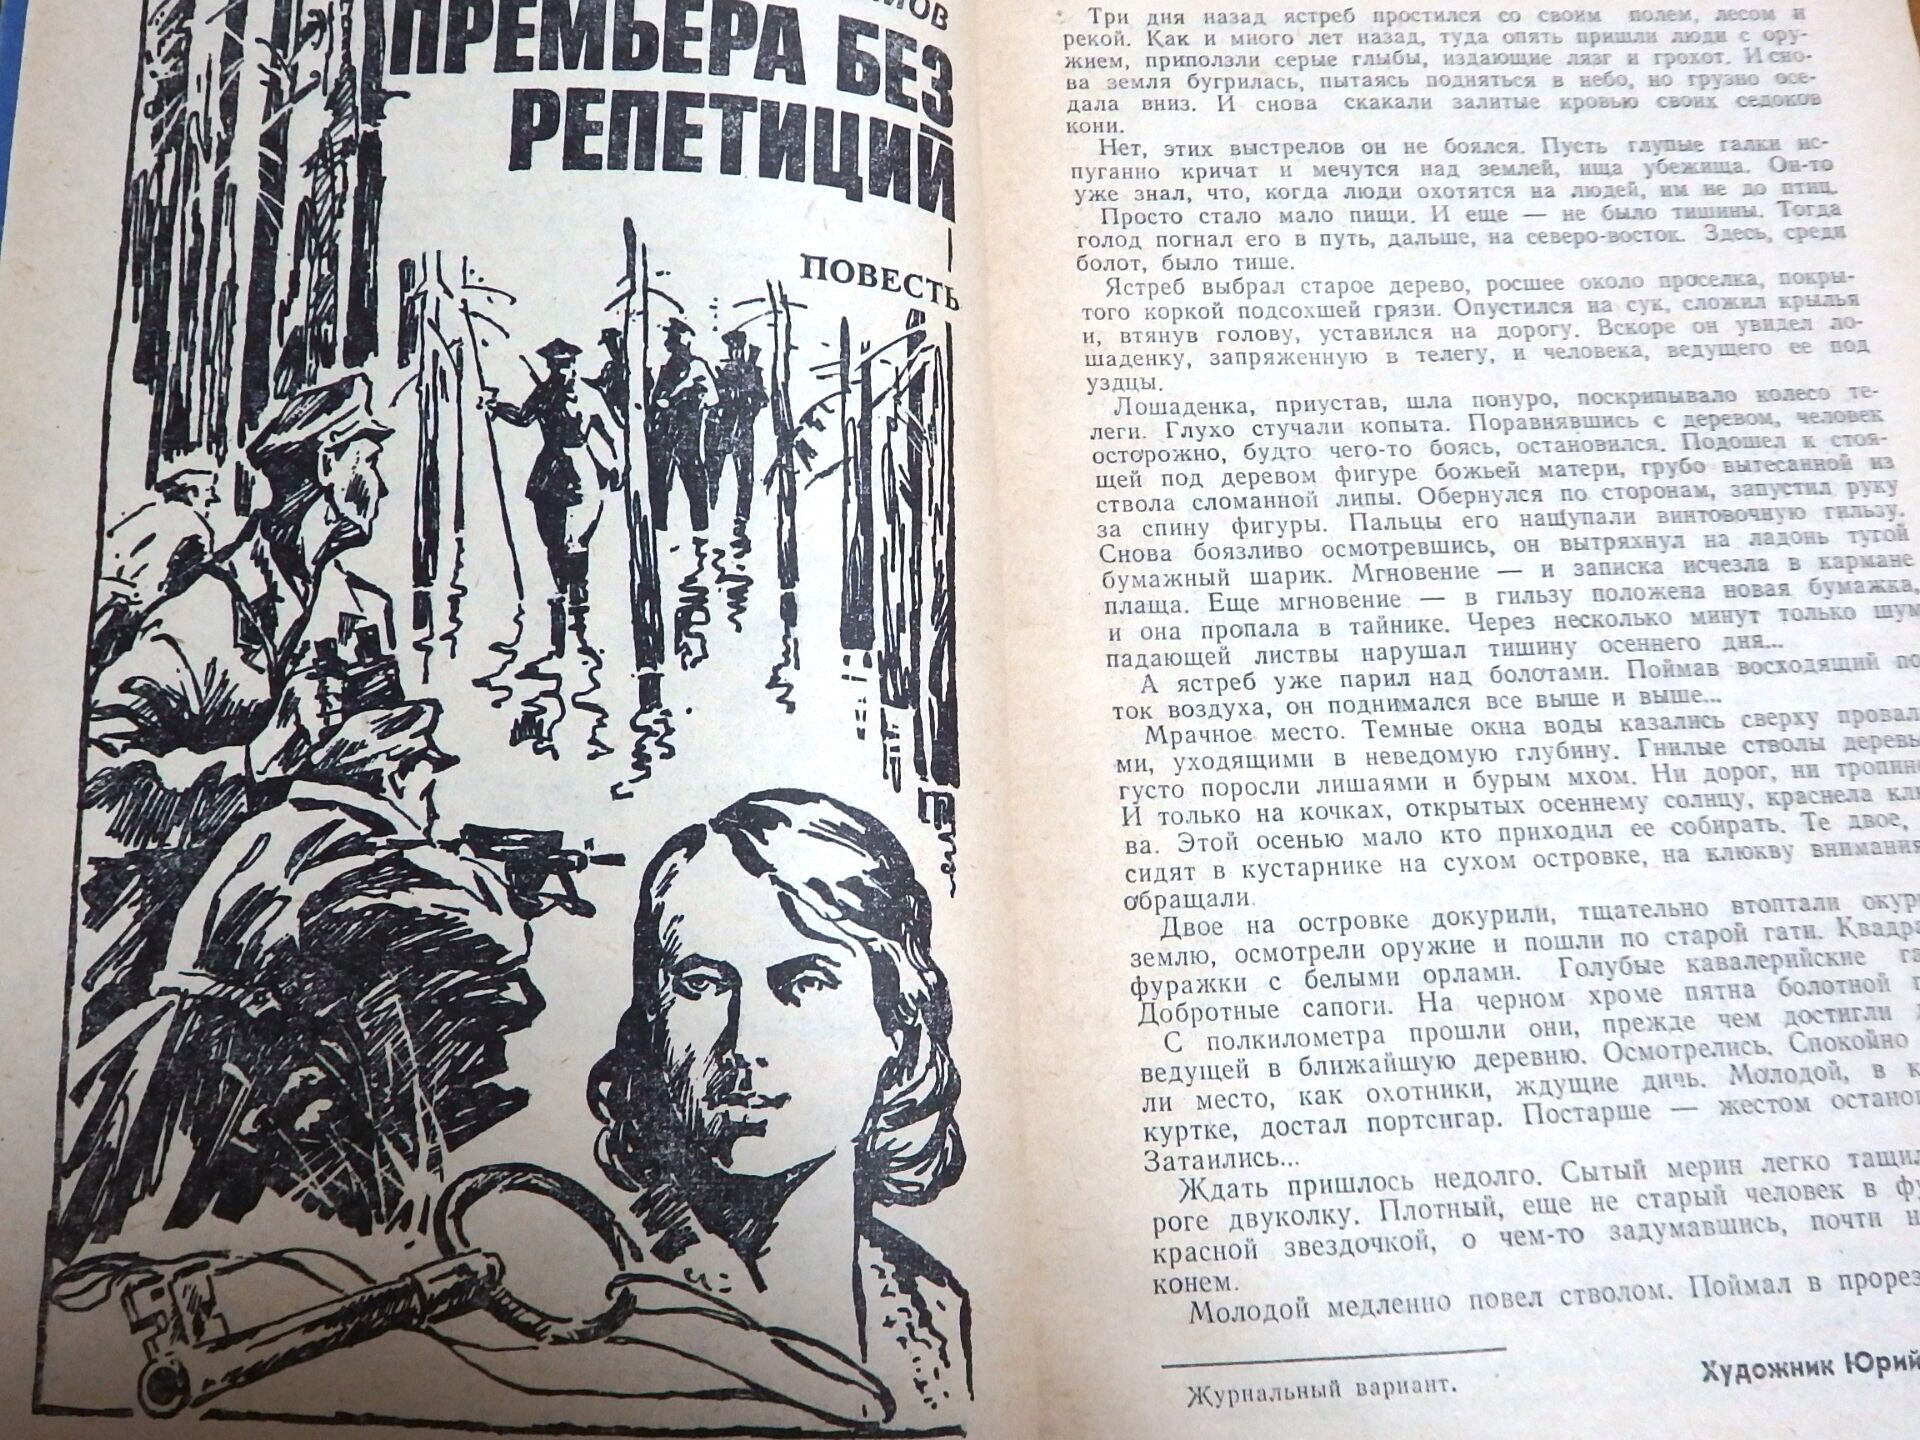 ПРЕМЬЕРА БЕЗ
РЕПЕТИЦИЙ
ПОВЕСТЬ
Три дня назад ястреб простился со своим полем, лесом и
рекой. Как и много лет назад, туда опять пришли люди с ору-
жием, приползли серые глыбы, издающие лязг и грохот. И сно-
ва земля бугрилась, пытаясь подняться в небо, но грузно осе-
дала вниз. И снова скакали залитые кровью своих седоков
кони.
Нет, этих выстрелов он не боялся. Пусть глупые галки ис-
пуганно кричат и мечутся над землей, ища убежища. Он-то
уже знал, что, когда люди охотятся на людей, им не до птиц.
Просто стало мало пищи. И еще — не было тишины. Тогда
голод погнал его в путь, дальше, на северо-восток. Здесь, среди
болот, было тише.
Ястреб выбрал старое дерево, росшее около проселка, покры-
того коркой подсохшей грязи. Опустился на сук, сложил крылья
и, втянув голову, уставился на дорогу. Вскоре он увидел ло-
шаденку, запряженную в телегу, и человека, ведущего ее под
уздцы.
Лошаденка, приустав, шла понуро, поскрипывало колесо те-
леги. Глухо стучали копыта. Поравнявшись с деревом, человек
осторожно, будто чего-то боясь, остановился. Подошел к стоя-
щей под деревом фигуре божьей матери, грубо вытесанной из
ствола сломанной липы. Обернулся по сторонам, запустил руку
за спину фигуры. Пальцы его нащупали винтовочную гильзу.
Снова боязливо осмотревшись, он вытряхнул на ладонь тугой
бумажный шарик. Мгновение — и записка исчезла в кармане
плаща. Еще мгновение — в гильзу положена новая бумажка,
и она пропала в тайнике. Через несколько минут только шум
падающей листвы нарушал тишину осеннего дня...
А ястреб уже парил над болотами. Поймав восходящий по
ток воздуха, он поднимался все выше и выше...
Мрачное место. Темные окна воды казались сверху провал
ми, уходящими в неведомую глубину. Гнилые стволы деревь
густо поросли лишаями и бурым мхом. Ни дорог, ни тропин
И только на кочках, открытых осеннему солнцу, краснела клю
ва. Этой осенью мало кто приходил ее собирать. Те двое,
сидят в кустарнике на сухом островке, на клюкву внимания
обращали.
Двое на островке докурили, тщательно втоптали окур
землю, осмотрели оружие и пошли по старой гати. Квадра
фуражки с белыми орлами. Голубые кавалерийские га
Добротные сапоги. На черном хроме пятна болотной г
С полкилометра прошли они, прежде чем достигли д
ведущей в ближайшую деревню. Осмотрелись. Спокойно
ли место, как охотники, ждущие дичь. Молодой, в к
куртке, достал портсигар. Постарше — жестом останов
Затаились...
Ждать пришлось недолго. Сытый мерин легко тащил
роге двуколку. Плотный, еще не старый человек в фу
красной звездочкой, о чем-то задумавшись, почти н
конем.
Молодой медленно повел стволом. Поймал в прорез
Журнальный вариант.
Художник Юрий